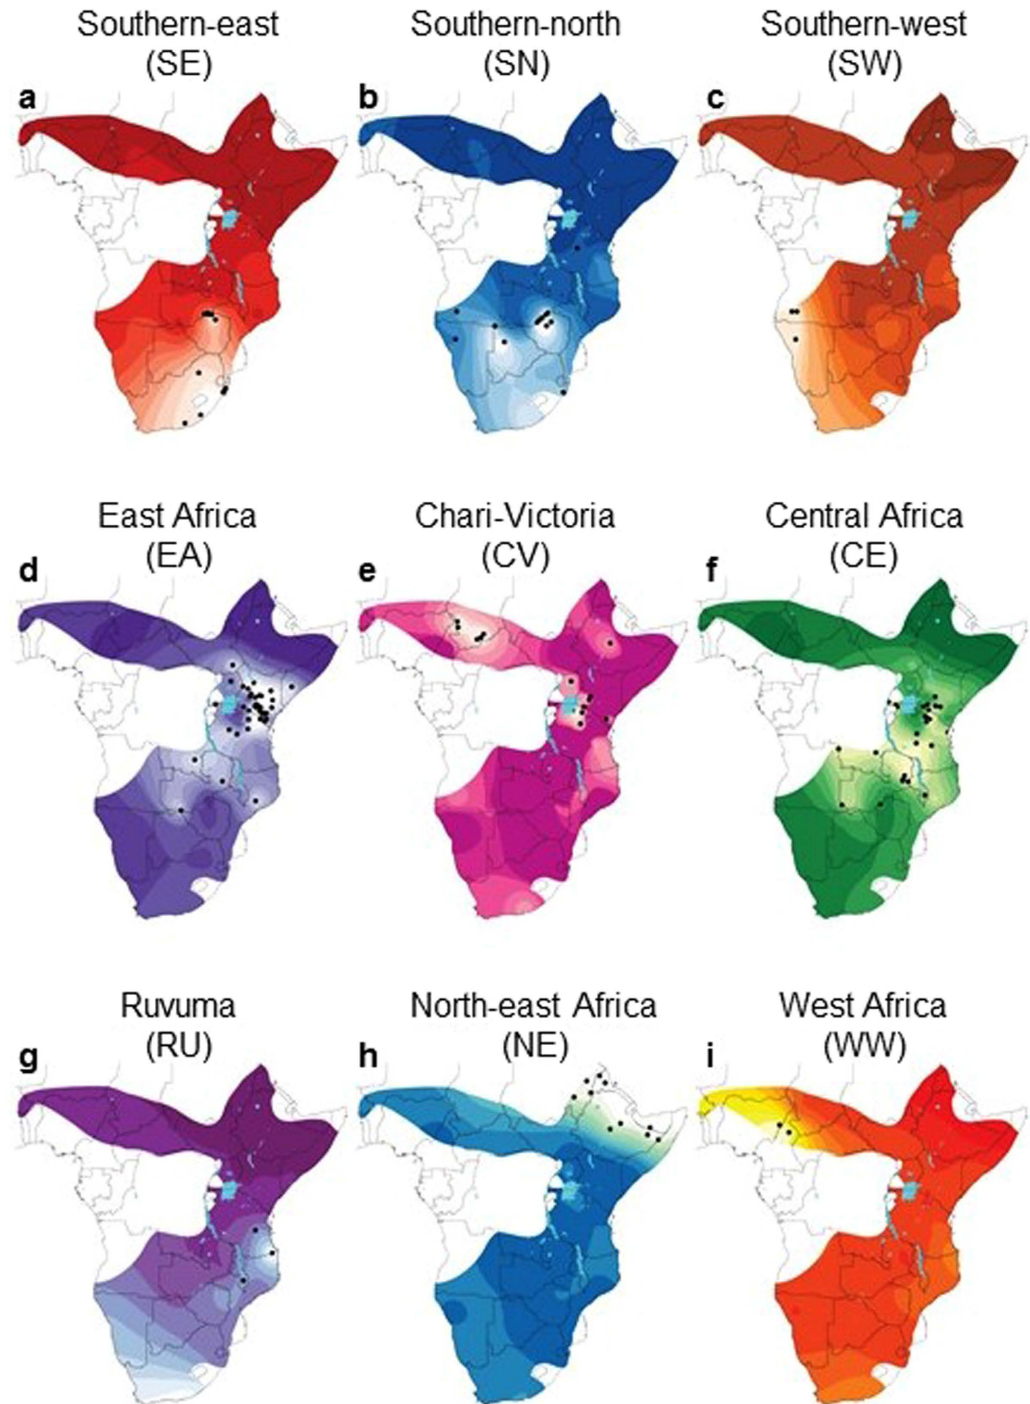 Southern-east
(SE)
Southern-north
(SN)
Southern-west
(SW)
a
b
c
East Africa
(EA)
Chari-Victoria
(CV)
Central Africa
(CE)
d
e
f
Ruvuma
(RU)
North-east Africa
(NE)
West Africa
(WW)
g
h
i